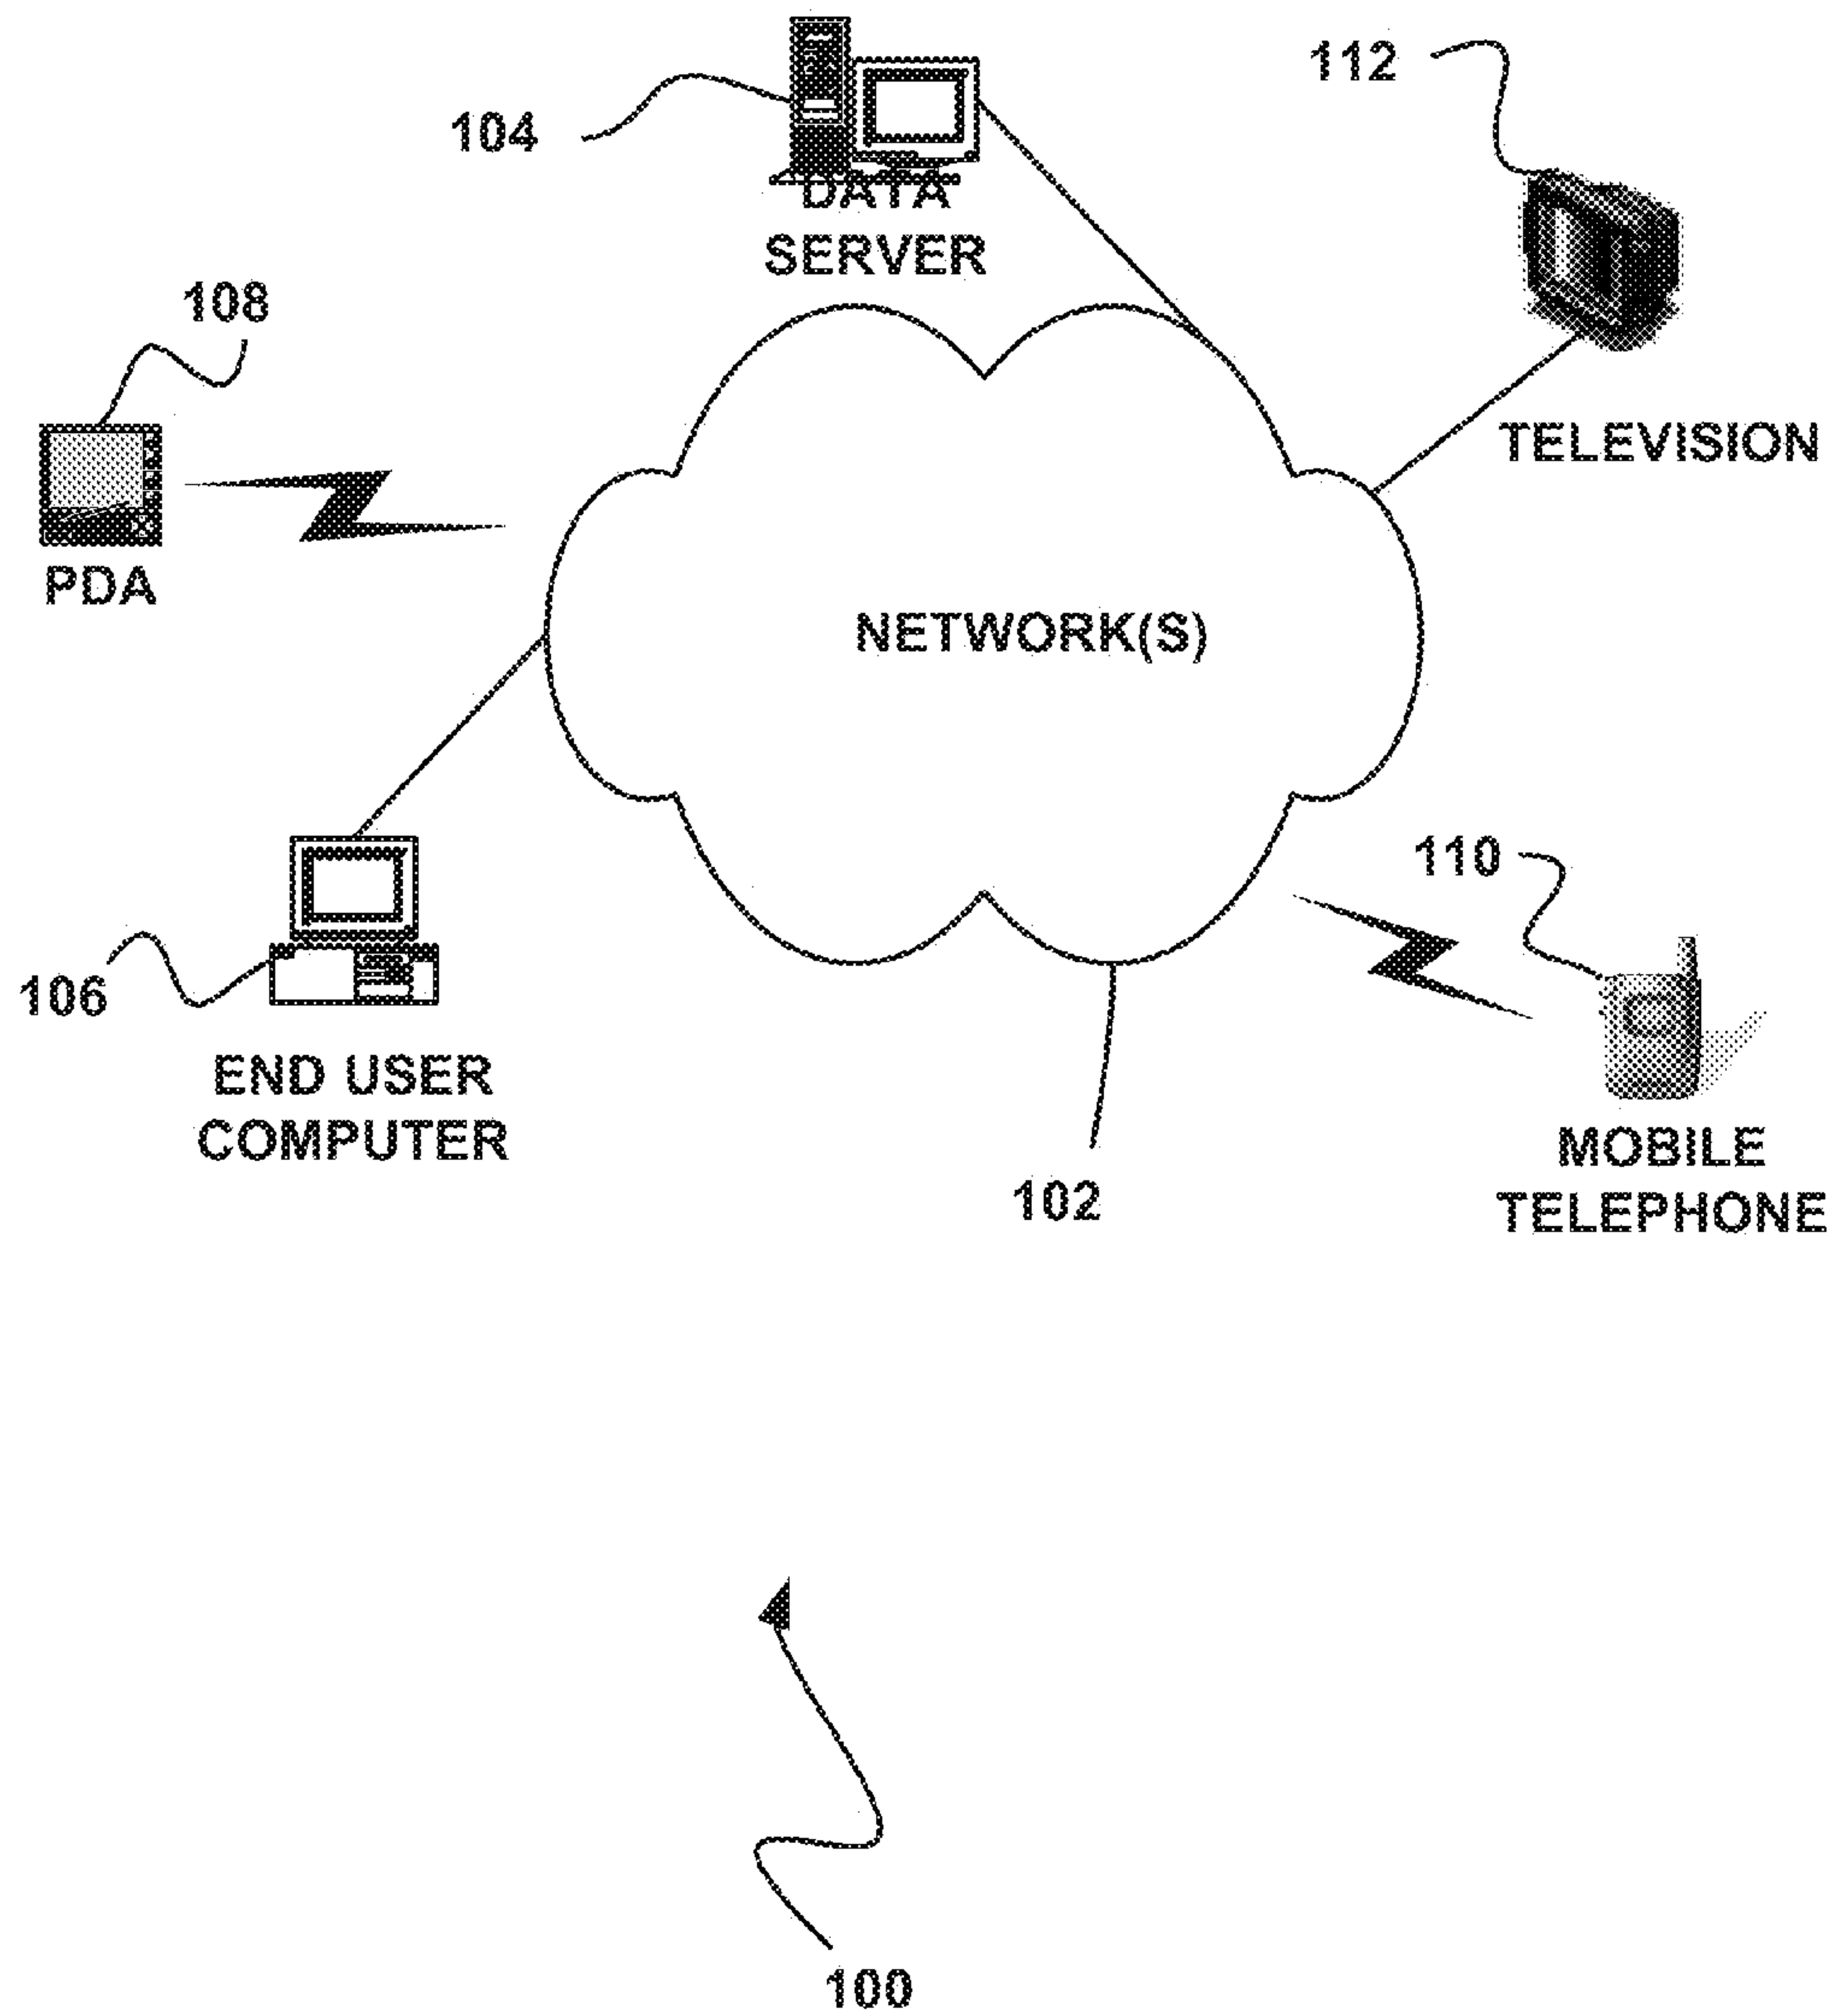 104
112
DATA
SERVER
108
TELEVISION
PDA
NETWORK(S)
110
106
END USER
COMPUTER
MOBILE
TELEPHONE
102
100